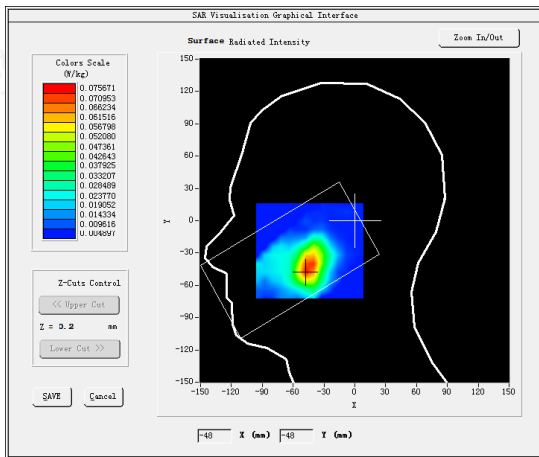 SAR Visualisation Graphical Interface
Surface Radiated Intensity
Zoom In/Out
Colors Scale
(W/kg)
0.075671
0.070953
0.066234
0.061516
0.056798
0.052080
0.047361
0.042643
0.037925
0.033207
0.028489
0.023770
0.019052
0.014334
0.009616
0.004897
Z-Cuts Control
<< Upper Cut
Z = 0.2 mm
Lower Cut >>
SAVE
Cancel
150
120
90
60
30
0
-30
-60
-90
-120
-150
Y
-150 -120 -90 -60 -30 0 30 60 90 120 150
X
-48 X (mm) -48 Y (mm)